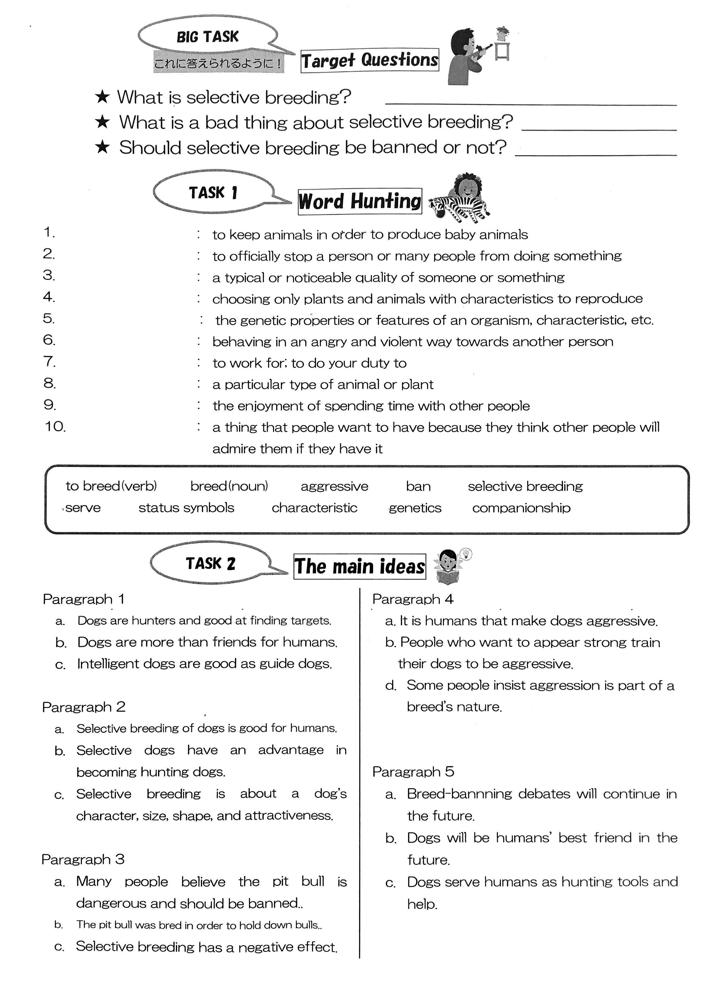 BIG TASK
これに答えられるように！
Target Questions
★ What is selective breeding? ____________
★ What is a bad thing about selective breeding? ____________
★ Should selective breeding be banned or not? ____________
TASK 1
Word Hunting
1. : to keep animals in order to produce baby animals
2. : to officially stop a person or many people from doing something
3. : a typical or noticeable quality of someone or something
4. : choosing only plants and animals with characteristics to reproduce
5. : the genetic properties or features of an organism, characteristic, etc.
6. : behaving in an angry and violent way towards another person
7. : to work for; to do your duty to
8. : a particular type of animal or plant
9. : the enjoyment of spending time with other people
10. : a thing that people want to have because they think other people will
admire them if they have it
to breed(verb) breed(noun) aggressive ban selective breeding
serve status symbols characteristic genetics companionship
TASK 2
The main ideas
Paragraph 1
a. Dogs are hunters and good at finding targets.
b. Dogs are more than friends for humans.
c. Intelligent dogs are good as guide dogs.
Paragraph 2
a. Selective breeding of dogs is good for humans.
b. Selective dogs have an advantage in
becoming hunting dogs.
c. Selective breeding is about a dog's
character, size, shape, and attractiveness.
Paragraph 3
a. Many people believe the pit bull is
dangerous and should be banned..
b. The pit bull was bred in order to hold down bulls..
c. Selective breeding has a negative effect.
Paragraph 4
a. It is humans that make dogs aggressive.
b. People who want to appear strong train
their dogs to be aggressive.
d. Some people insist aggression is part of a
breed's nature.
Paragraph 5
a. Breed-bannning debates will continue in
the future.
b. Dogs will be humans' best friend in the
future.
c. Dogs serve humans as hunting tools and
help.